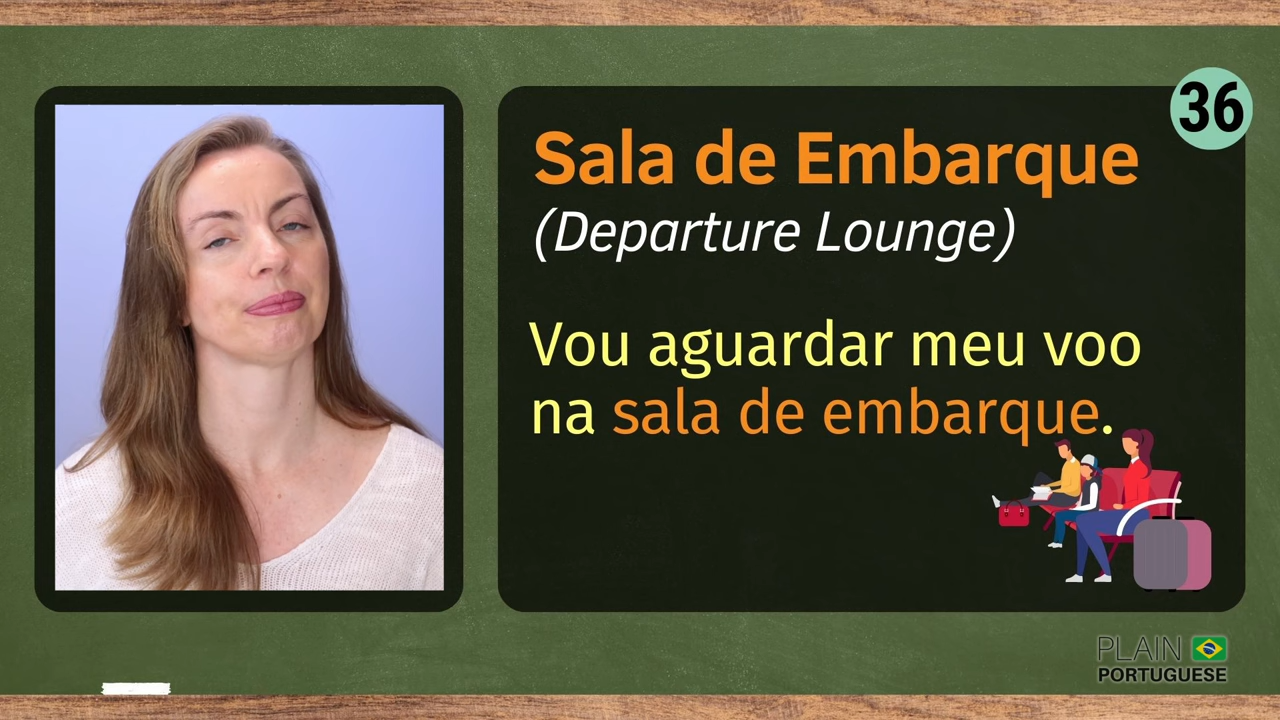 36
Sala de Embarque
(Departure Lounge)
Vou aguardar meu voo
na sala de embarque.
PLAIN
PORTUGUESE